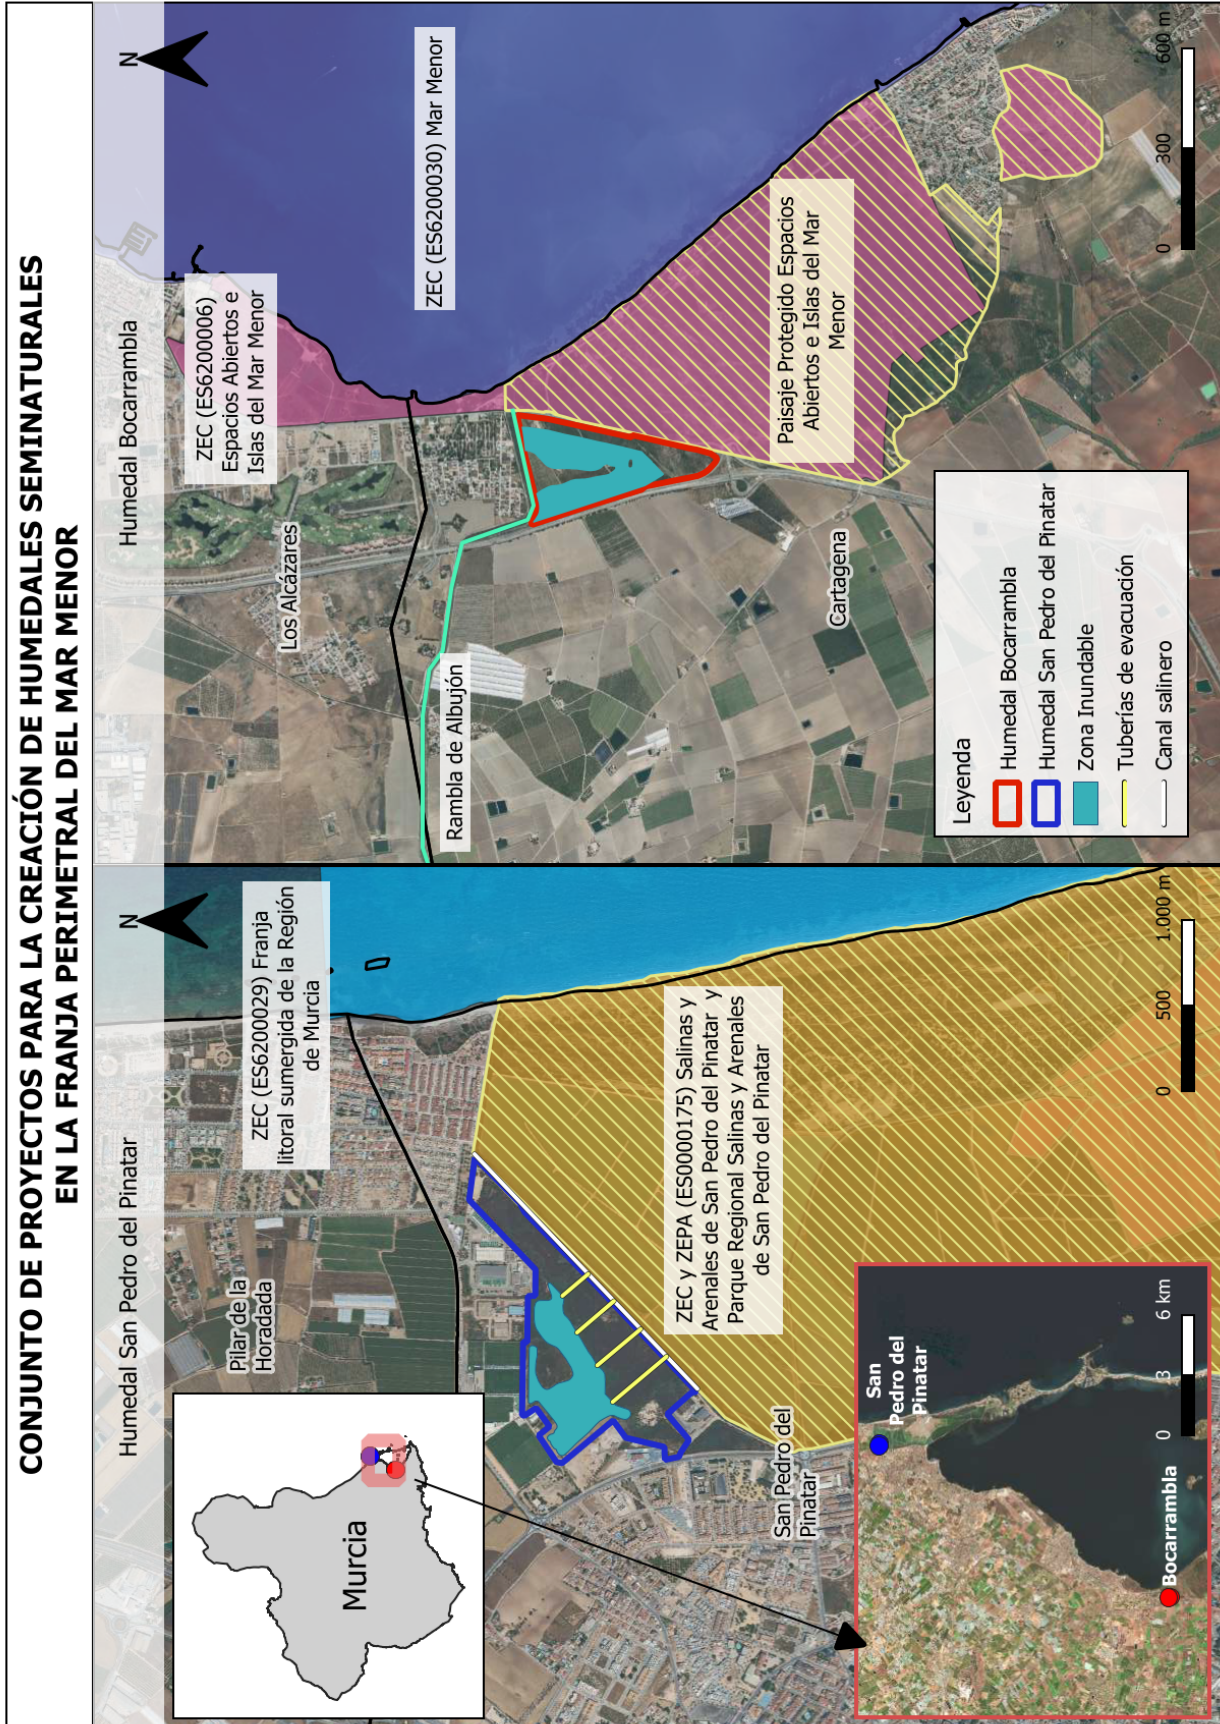 CONJUNTO DE PROYECTOS PARA LA CREACIÓN DE HUMEDALES SEMINATURALES
EN LA FRANJA PERIMETRAL DEL MAR MENOR
Humedal San Pedro del Pinatar
N
Pilar de la
Horadada
ZEC (ES6200029) Franja
litoral sumergida de la Región
de Murcia
Murcia
ZEC y ZEPA (ES0000175) Salinas y
Arenales de San Pedro del Pinatar y
Parque Regional Salinas y Arenales
de San Pedro del Pinatar
San Pedro del
Pinatar
San
Pedro del
Pinatar
Bocarrambla
0 3 6 km
0 500 1.000 m
Humedal Bocarrambla
N
ZEC (ES6200006)
Espacios Abiertos e
Islas del Mar Menor
Los Alcázares
ZEC (ES6200030) Mar Menor
Rambla de Albujón
Paisaje Protegido Espacios
Abiertos e Islas del Mar
Menor
Cartagena
Leyenda
Humedal Bocarrambla
Humedal San Pedro del Pinatar
Zona Inundable
Tuberías de evacuación
Canal salinero
0 300 600 m